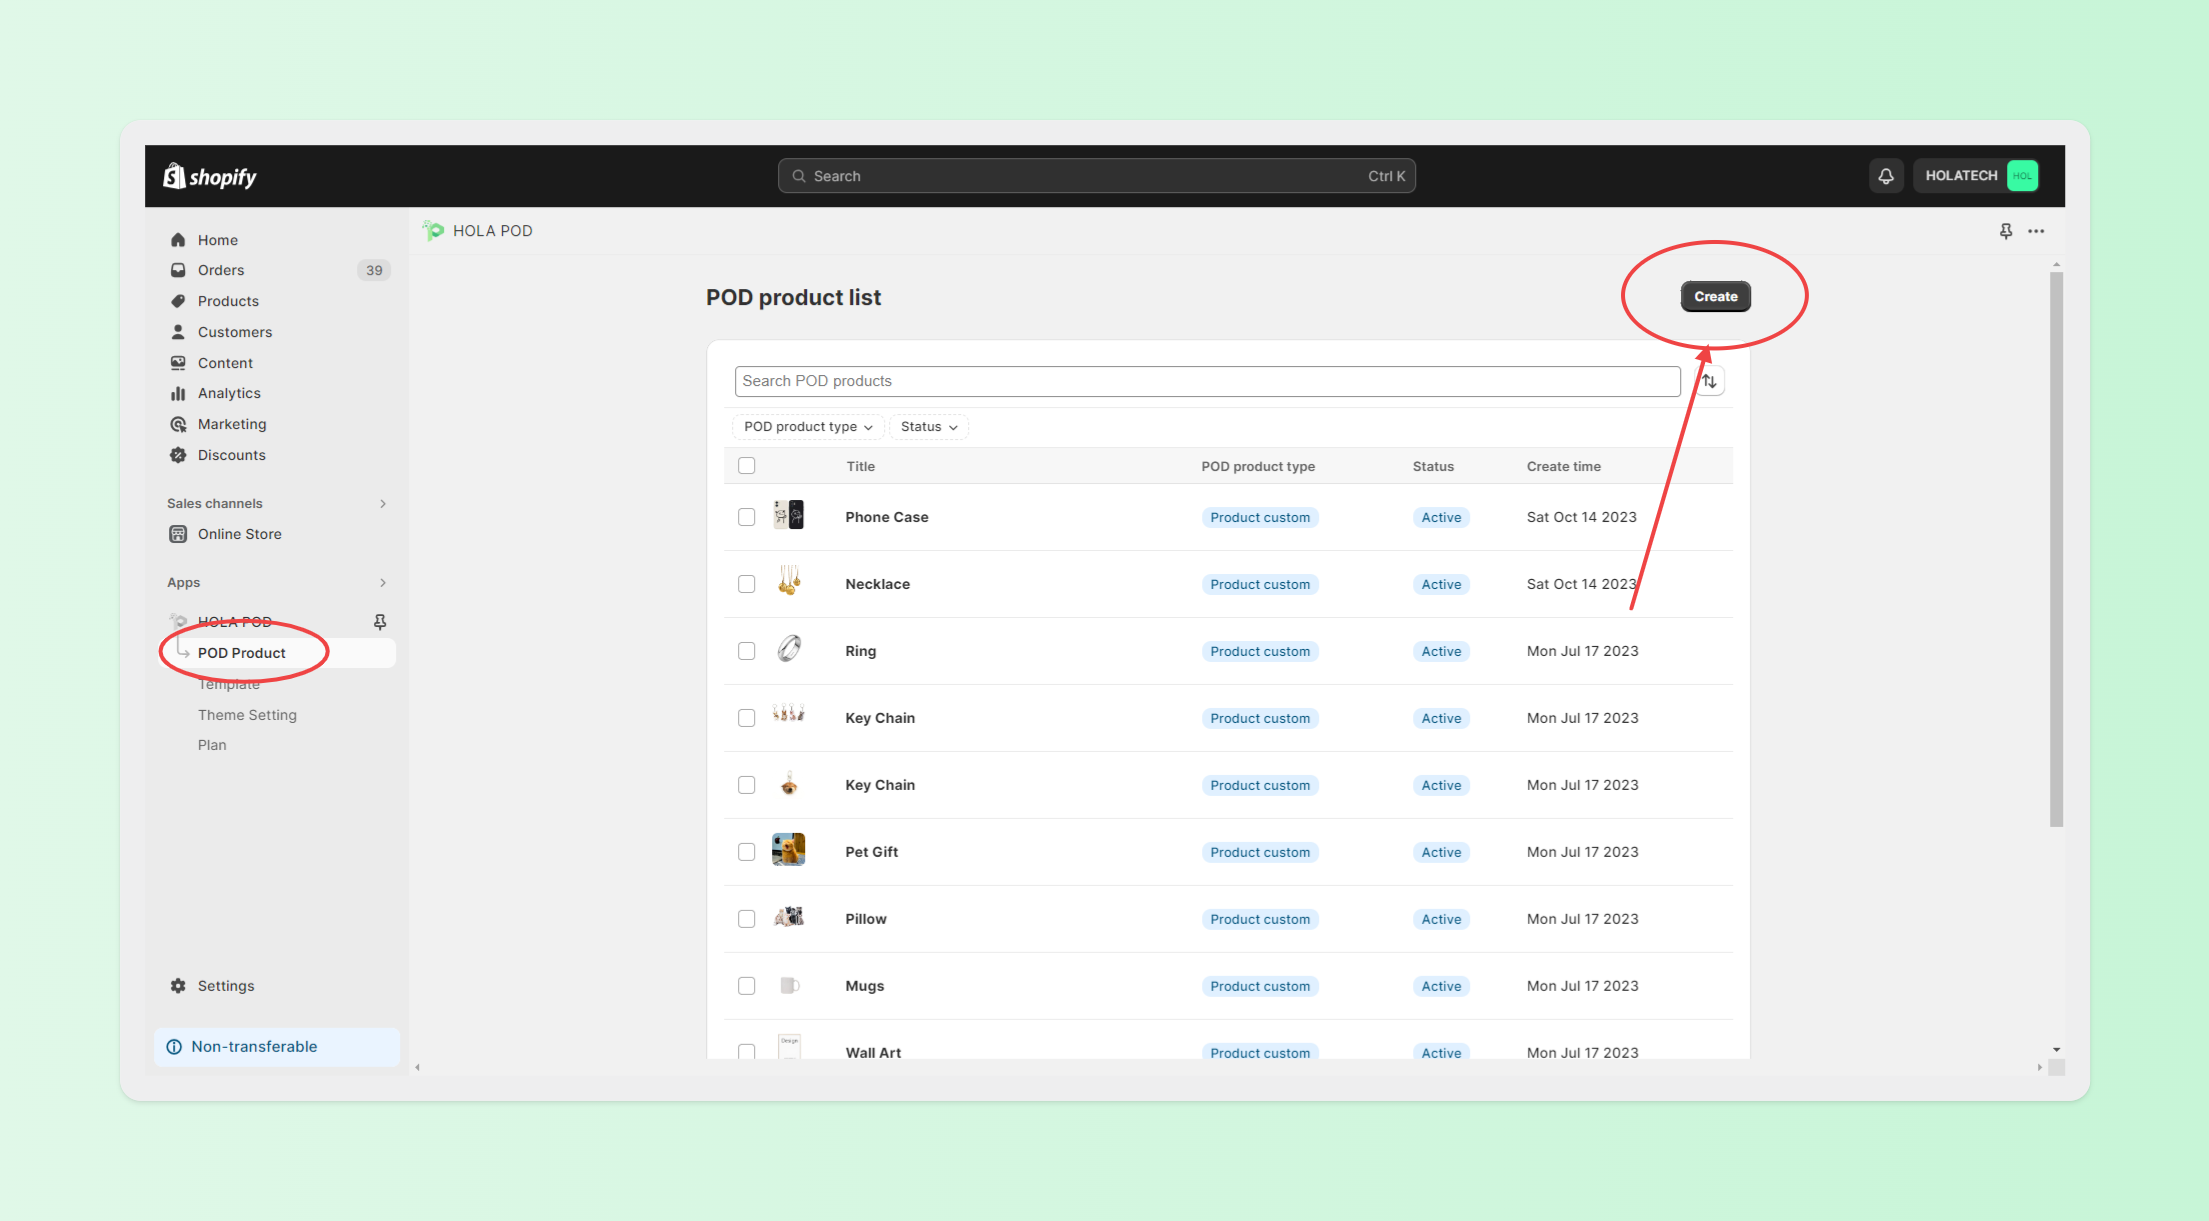 shopify
Search Ctrl K
HOLATECH HOL
Home
Orders 39
Products
Customers
Content
Analytics
Marketing
Discounts
Sales channels
Online Store
Apps
HOLA POD
POD Product
Template
Theme Setting
Plan
Settings
Non-transferable
HOLA POD
POD product list
Create
Search POD products
POD product type Status
Title POD product type Status Create time
Phone Case Product custom Active Sat Oct 14 2023
Necklace Product custom Active Sat Oct 14 2023
Ring Product custom Active Mon Jul 17 2023
Key Chain Product custom Active Mon Jul 17 2023
Key Chain Product custom Active Mon Jul 17 2023
Pet Gift Product custom Active Mon Jul 17 2023
Pillow Product custom Active Mon Jul 17 2023
Mugs Product custom Active Mon Jul 17 2023
Design
Wall Art Product custom Active Mon Jul 17 2023